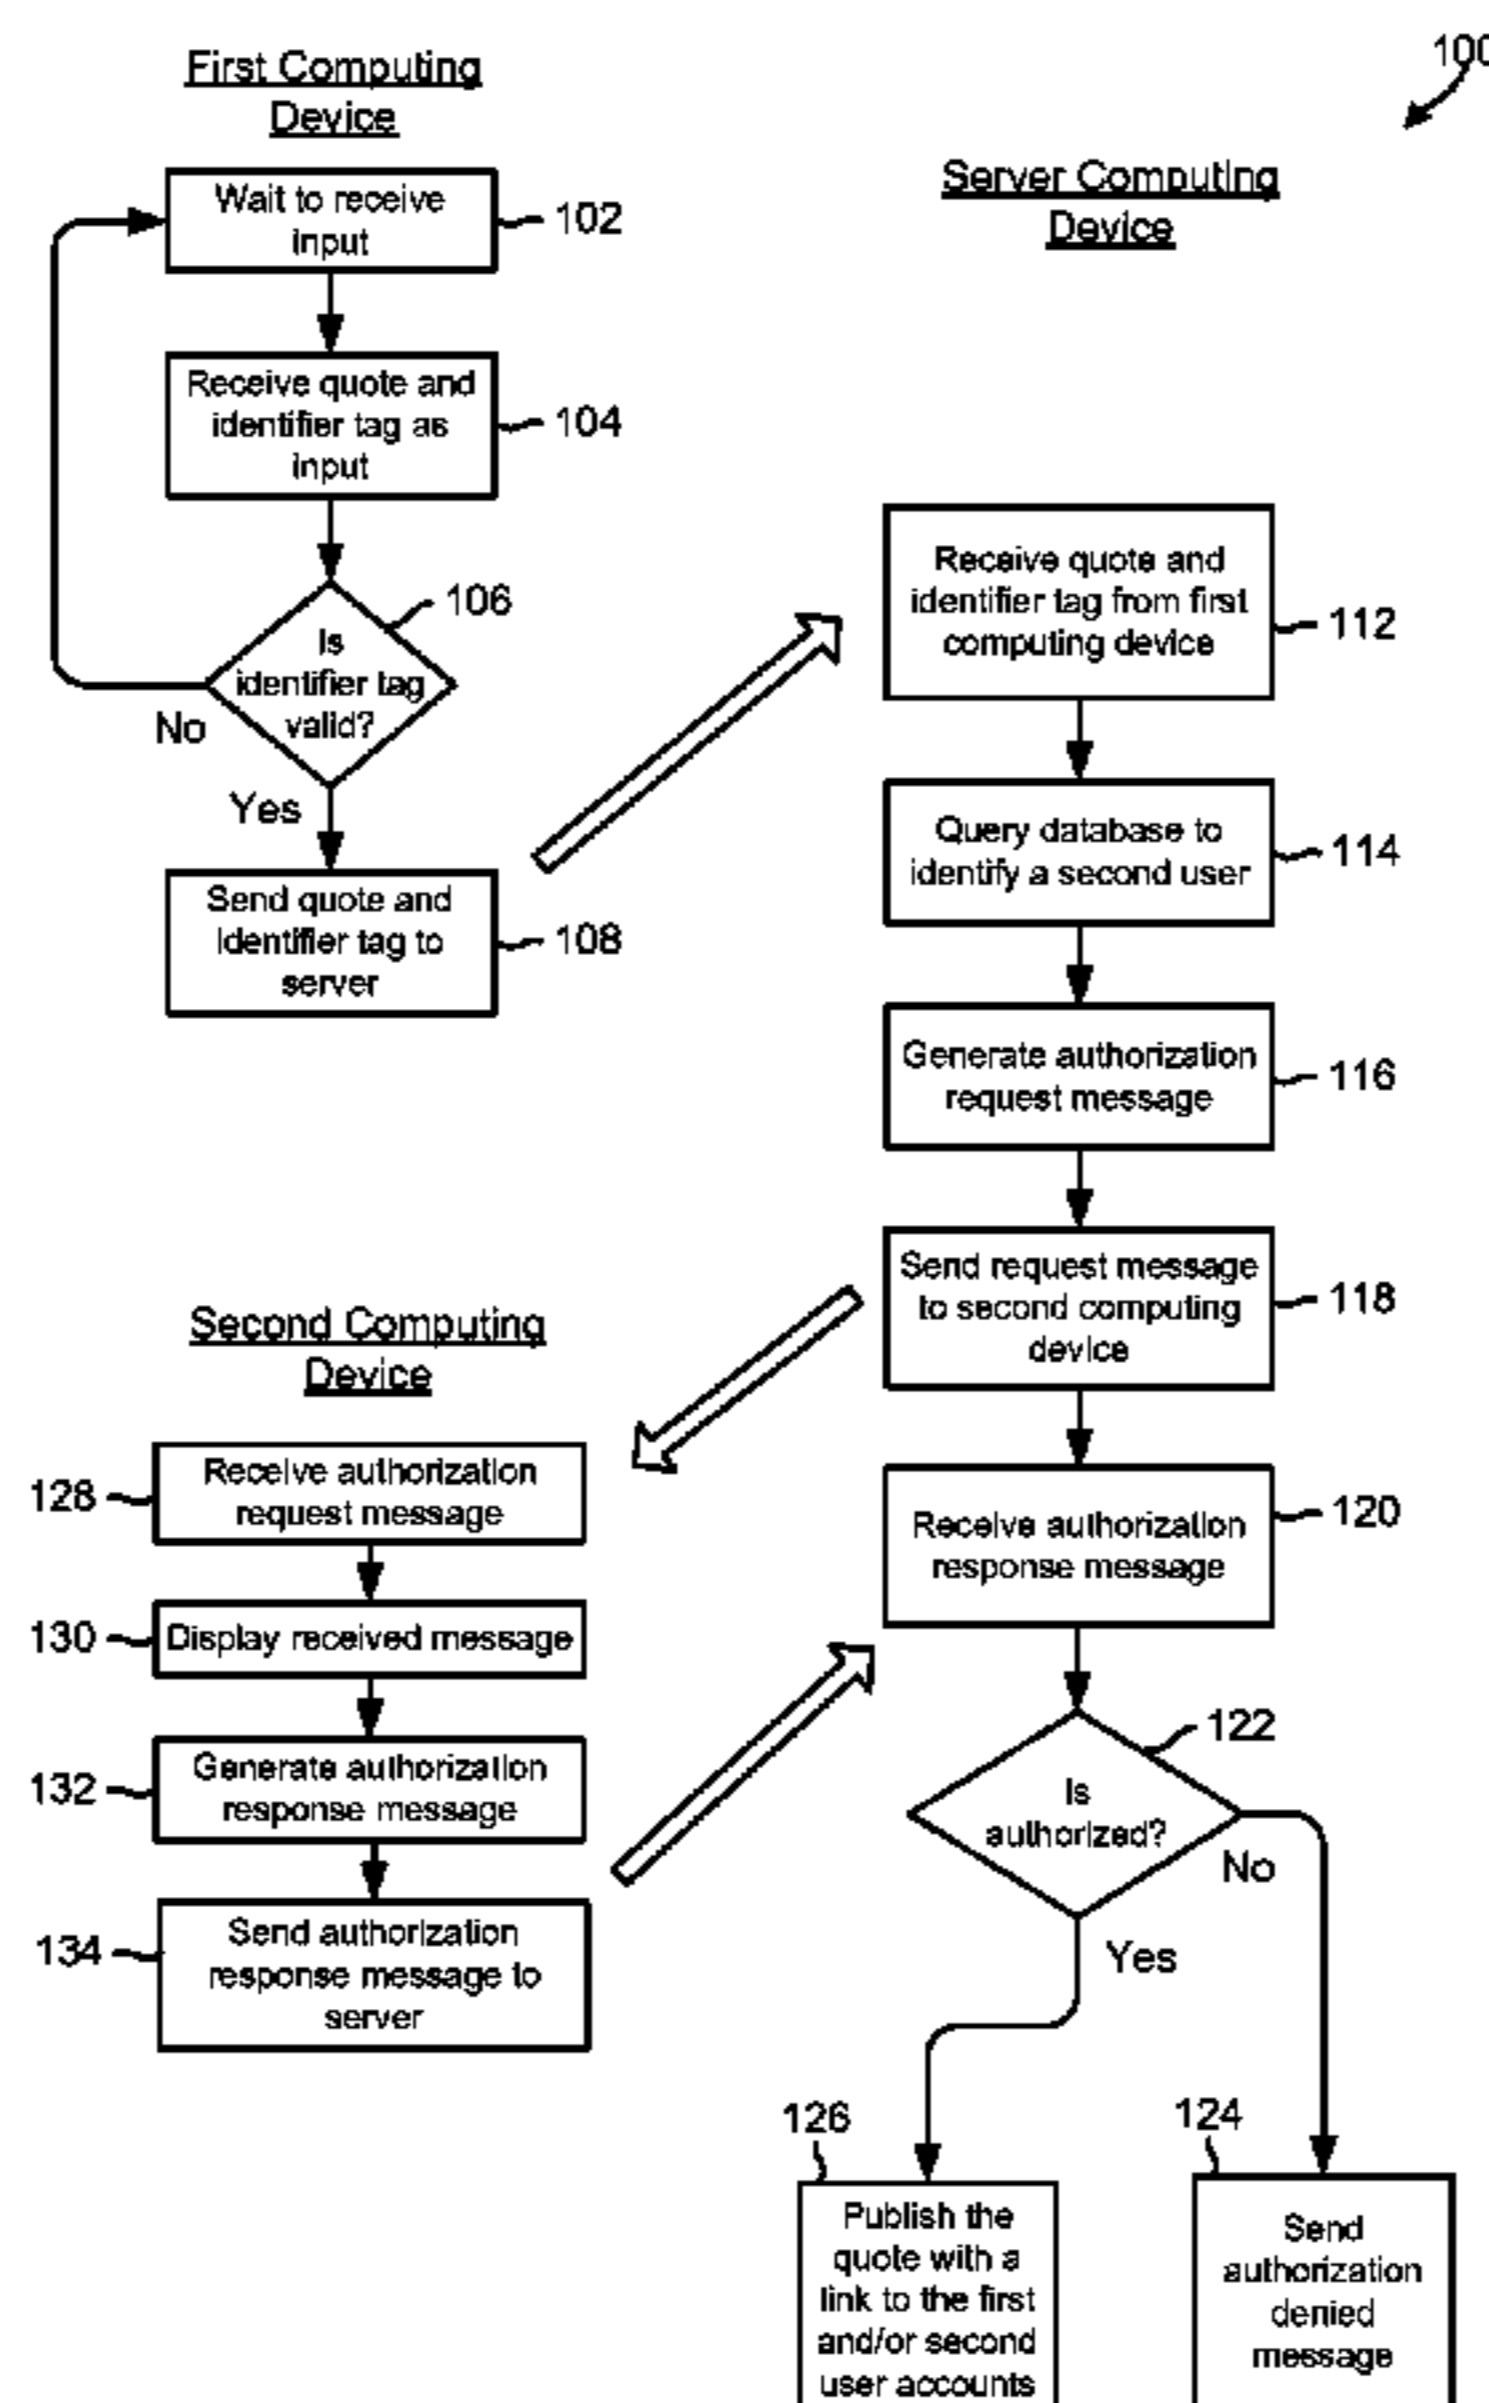 100
First Computing
Device
Wait to receive
input
102
Receive quote and
identifier tag as
input
104
106
Is
identifier tag
valid?
No
Yes
Send quote and
identifier tag to
server
108
Server Computing
Device
Receive quote and
identifier tag from first
computing device
112
Query database to
identify a second user
114
Generate authorization
request message
116
Send request message
to second computing
device
118
Second Computing
Device
128
Receive authorization
request message
130
Display received message
132
Generate authorization
response message
134
Send authorization
response message to
server
Receive authorization
response message
120
122
Is
authorized?
No
Yes
126
Publish the
quote with a
link to the first
and/or second
user accounts
124
Send
authorization
denied
message